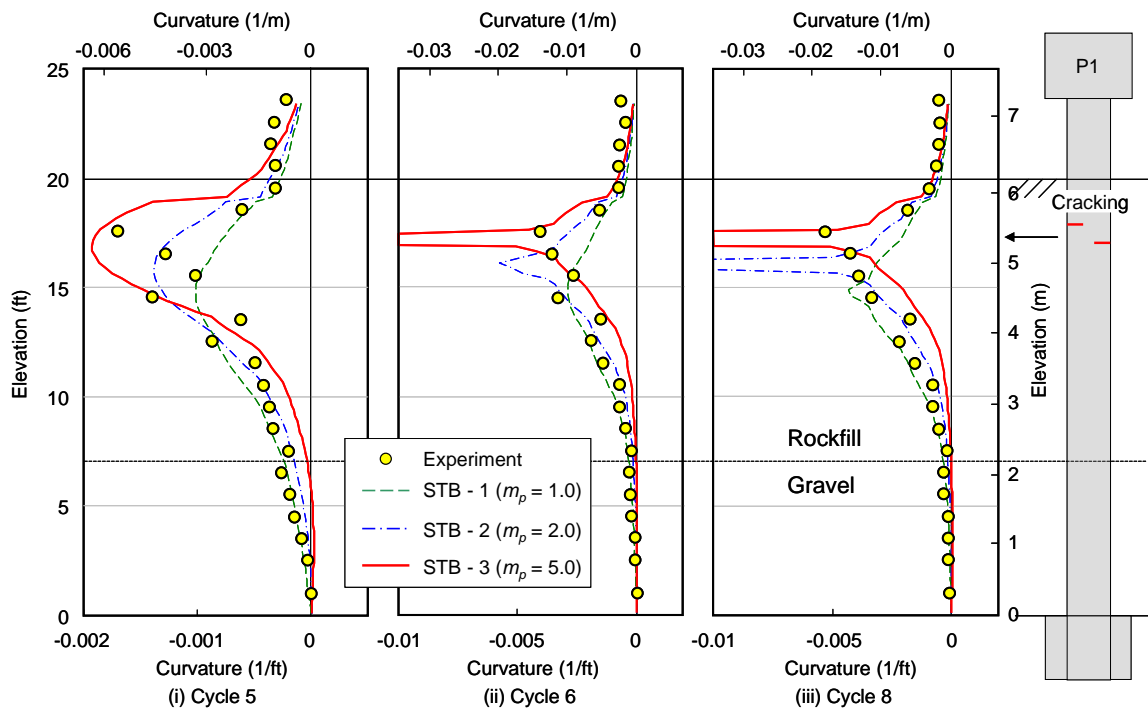 Curvature (1/m)
Curvature (1/m)
Curvature (1/m)
-0.006 -0.003 0
-0.03 -0.02 -0.01 0
-0.03 -0.02 -0.01 0
P1
25
20
15
10
5
0
Elevation (ft)
7
6
5
4
3
2
1
0
Elevation (m)
Cracking
Rockfill
Gravel
Experiment
STB - 1 (mp = 1.0)
STB - 2 (mp = 2.0)
STB - 3 (mp = 5.0)
-0.002 -0.001 0
-0.01 -0.005 0
-0.01 -0.005 0
Curvature (1/ft)
Curvature (1/ft)
Curvature (1/ft)
(i) Cycle 5
(ii) Cycle 6
(iii) Cycle 8